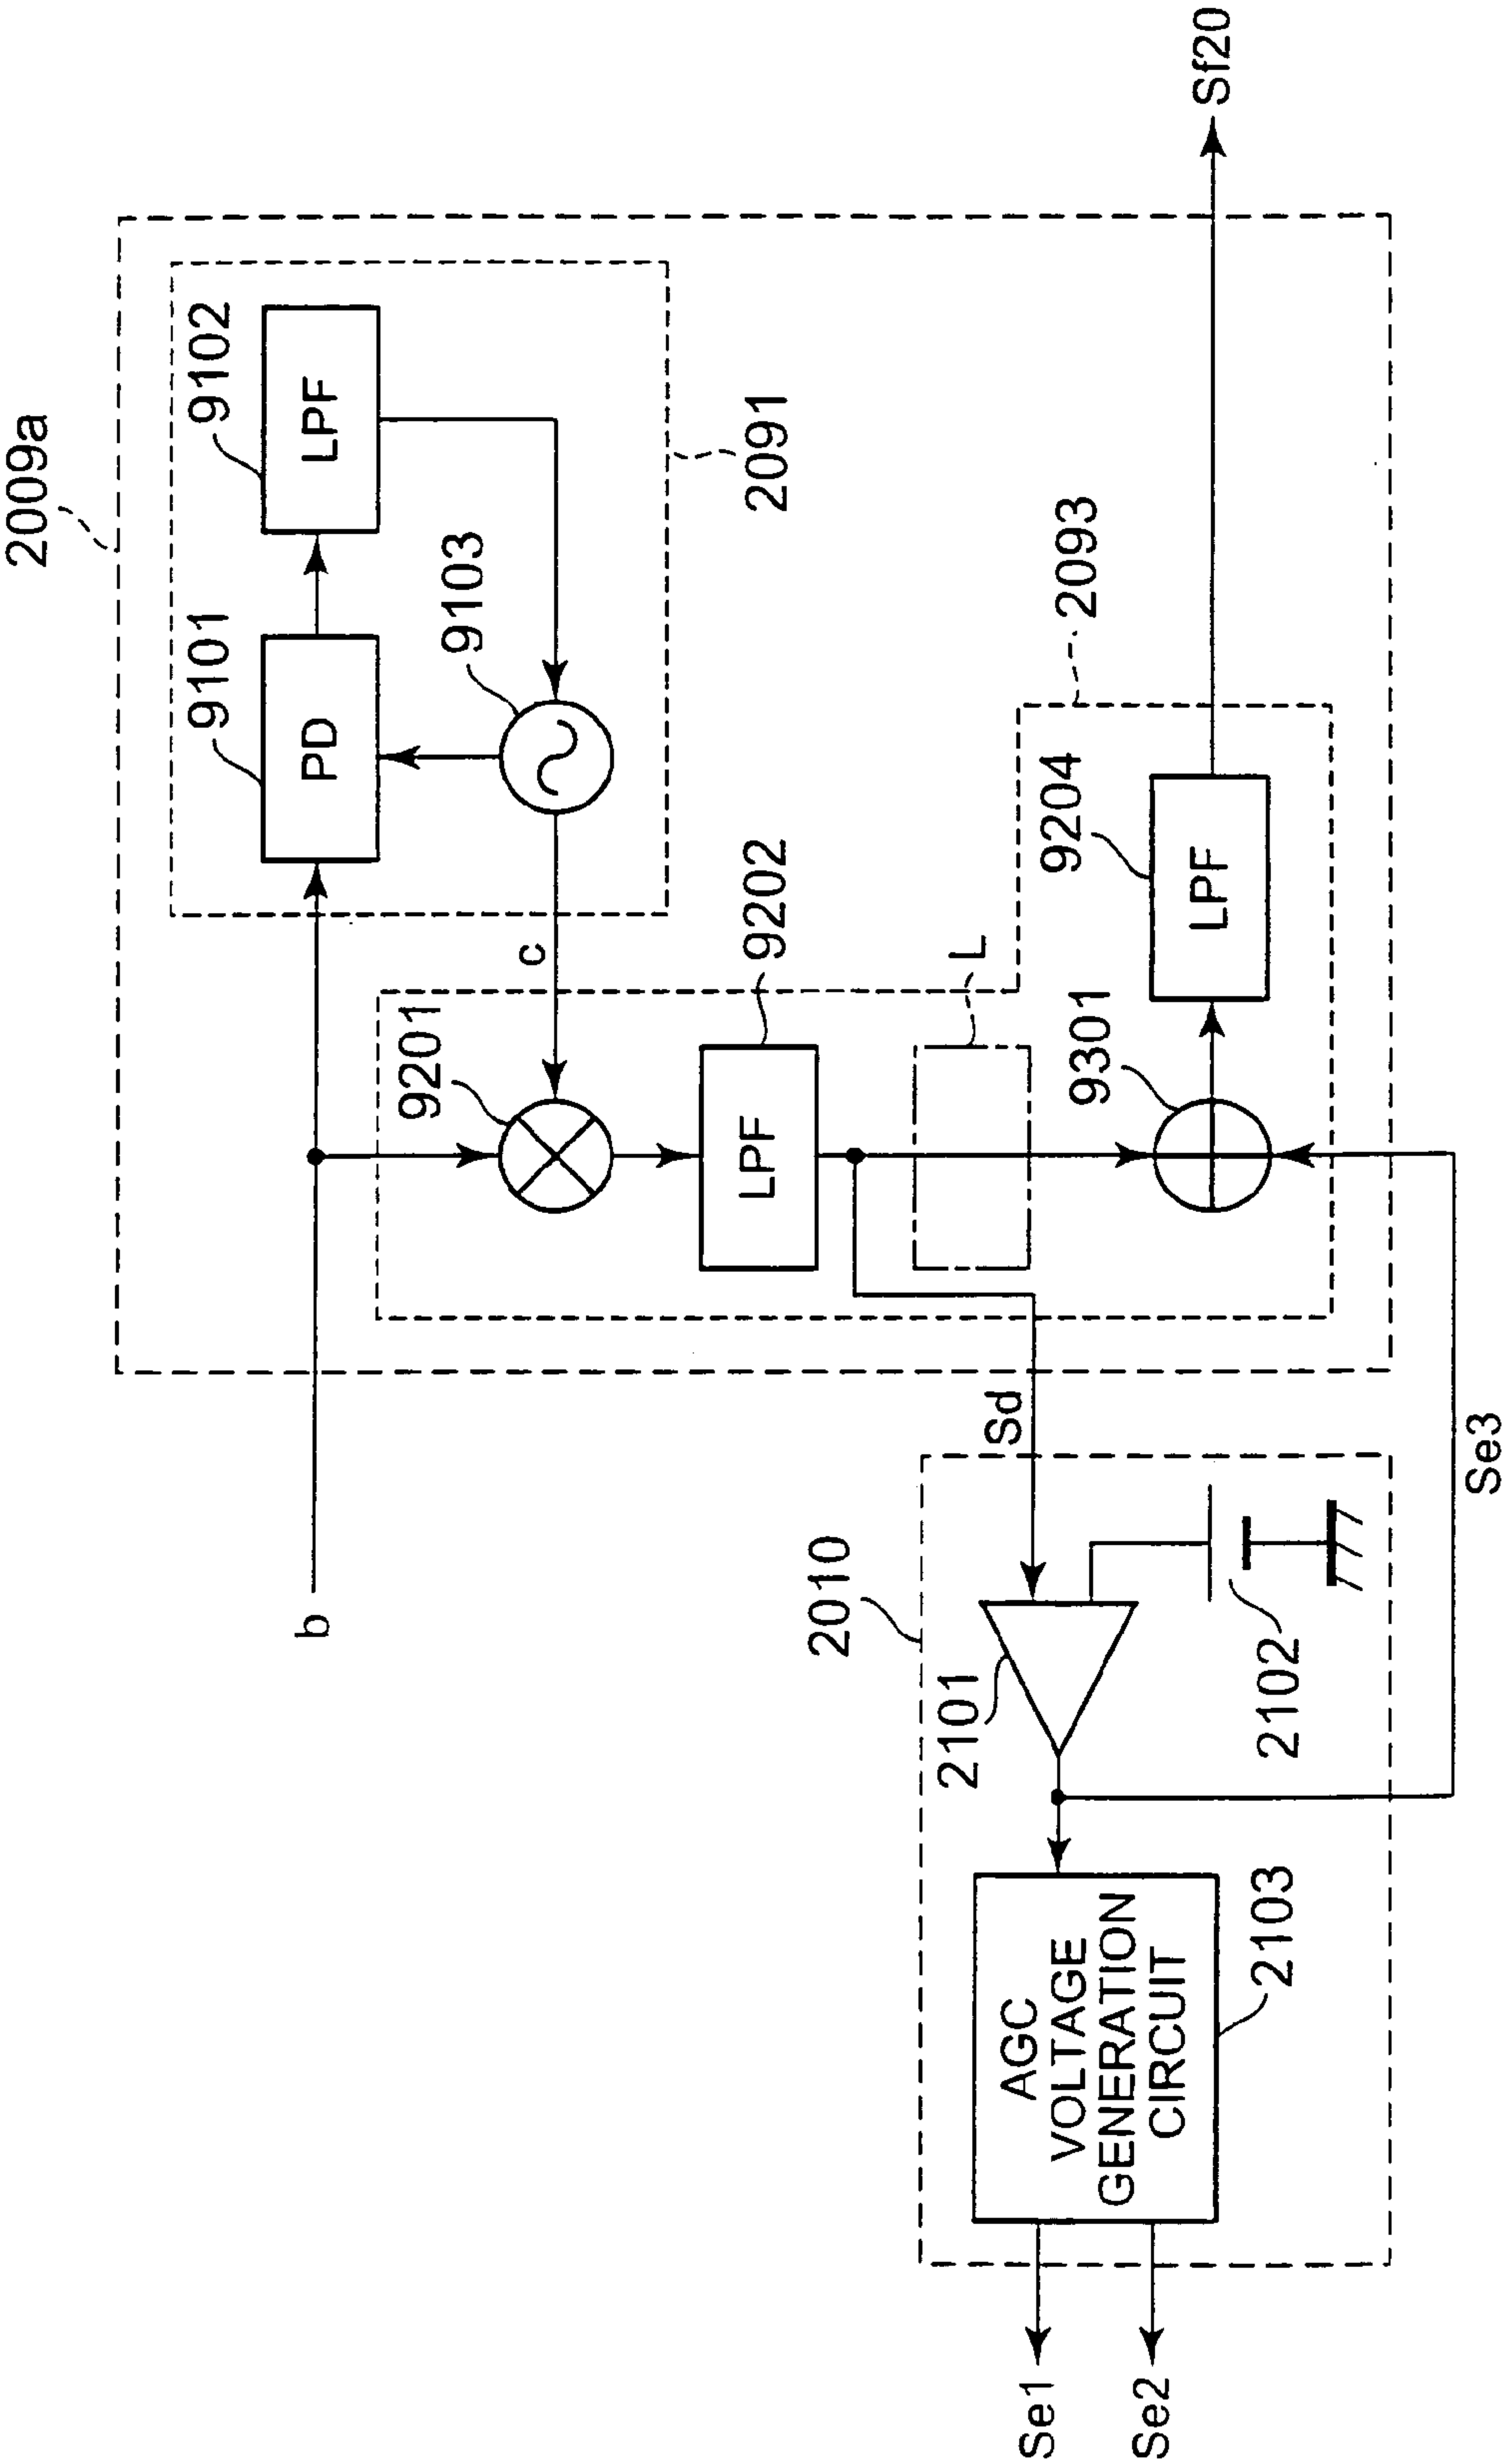 2009a
9101
PD
9102
LPF
9103
2091
b
c
9201
9202
LPF
L
2093
9301
9204
LPF
Sf20
Sd
2010
2101
2102
AGC
VOLTAGE
GENERATION
CIRCUIT
2103
Se1
Se2
Se3